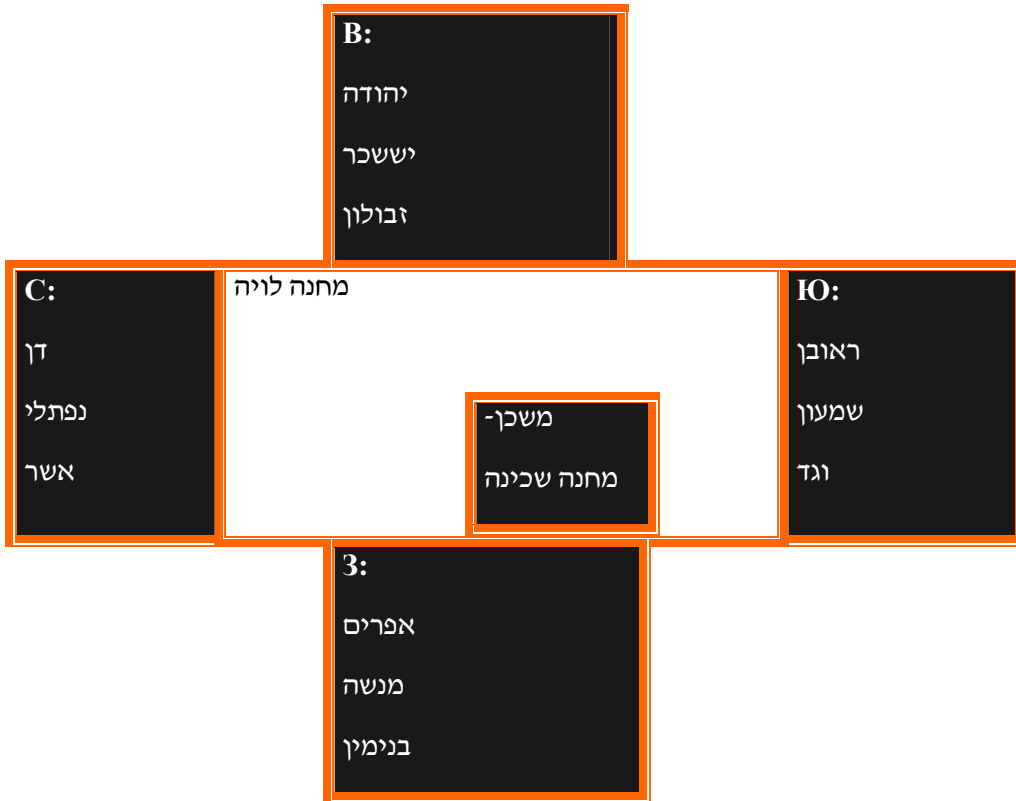 В:
יהודה
יששכר
זבולון
С:
דן
נפתלי
אשר
מחנה לויה
משכן-
מחנה שכינה
Ю:
ראובן
שמעון
וגד
З:
אפרים
מנשה
בנימין